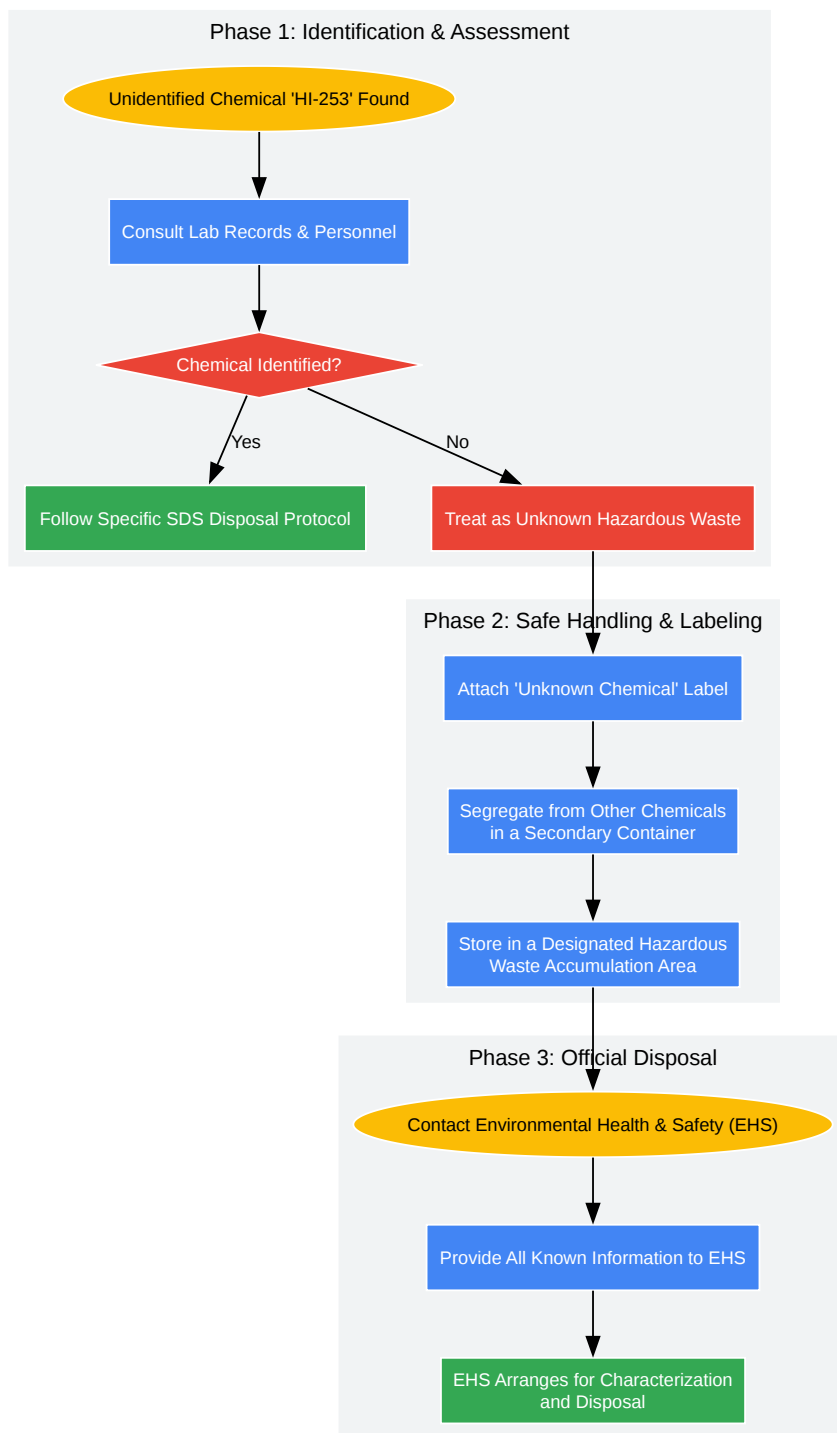 Phase 1: Identification & Assessment
Unidentified Chemical 'HI-253' Found
Consult Lab Records & Personnel
Chemical Identified?
Yes
No
Follow Specific SDS Disposal Protocol
Treat as Unknown Hazardous Waste
Phase 2: Safe Handling & Labeling
Attach 'Unknown Chemical' Label
Segregate from Other Chemicals
in a Secondary Container
Store in a Designated Hazardous
Waste Accumulation Area
Phase 3: Official Disposal
Contact Environmental Health & Safety (EHS)
Provide All Known Information to EHS
EHS Arranges for Characterization
and Disposal